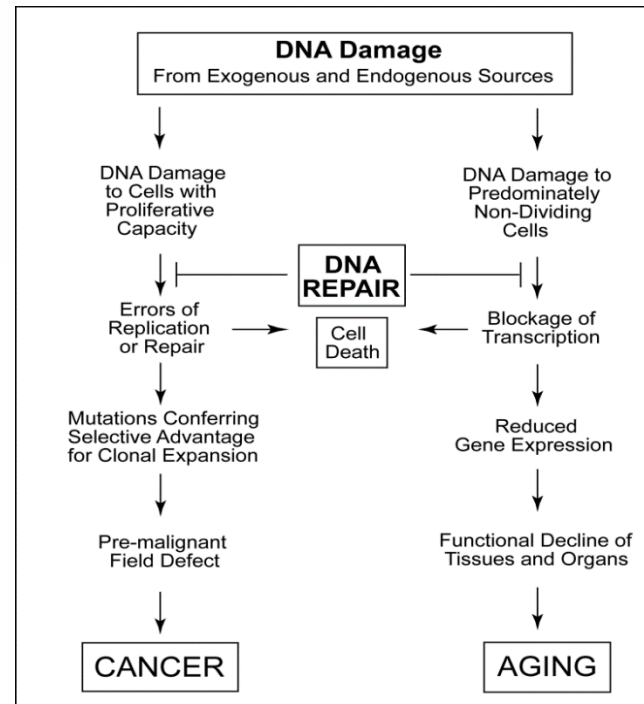 DNA Damage
From Exogenous and Endogenous Sources
DNA Damage
to Cells with
Proliferative
Capacity
DNA Damage to
Predominately
Non-Dividing
Cells
DNA
REPAIR
Errors of
Replication
or Repair
Cell
Death
Blockage of
Transcription
Mutations Conferring
Selective Advantage
for Clonal Expansion
Reduced
Gene Expression
Pre-malignant
Field Defect
Functional Decline of
Tissues and Organs
CANCER
AGING